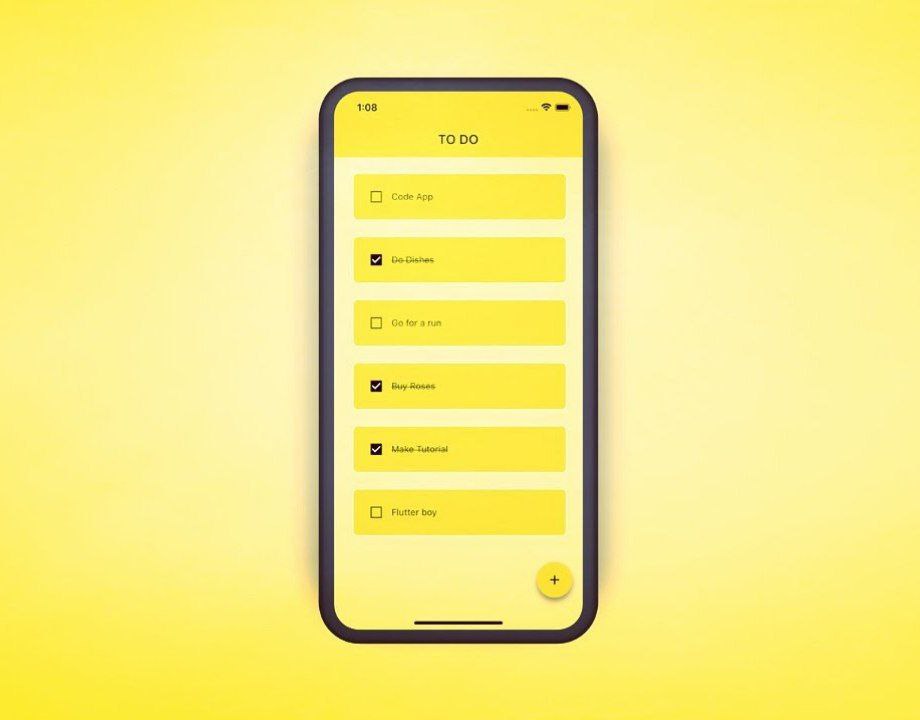 1:08
TO DO
Code App
Do Dishes
Go for a run
Buy Roses
Make Tutorial
Flutter boy
+